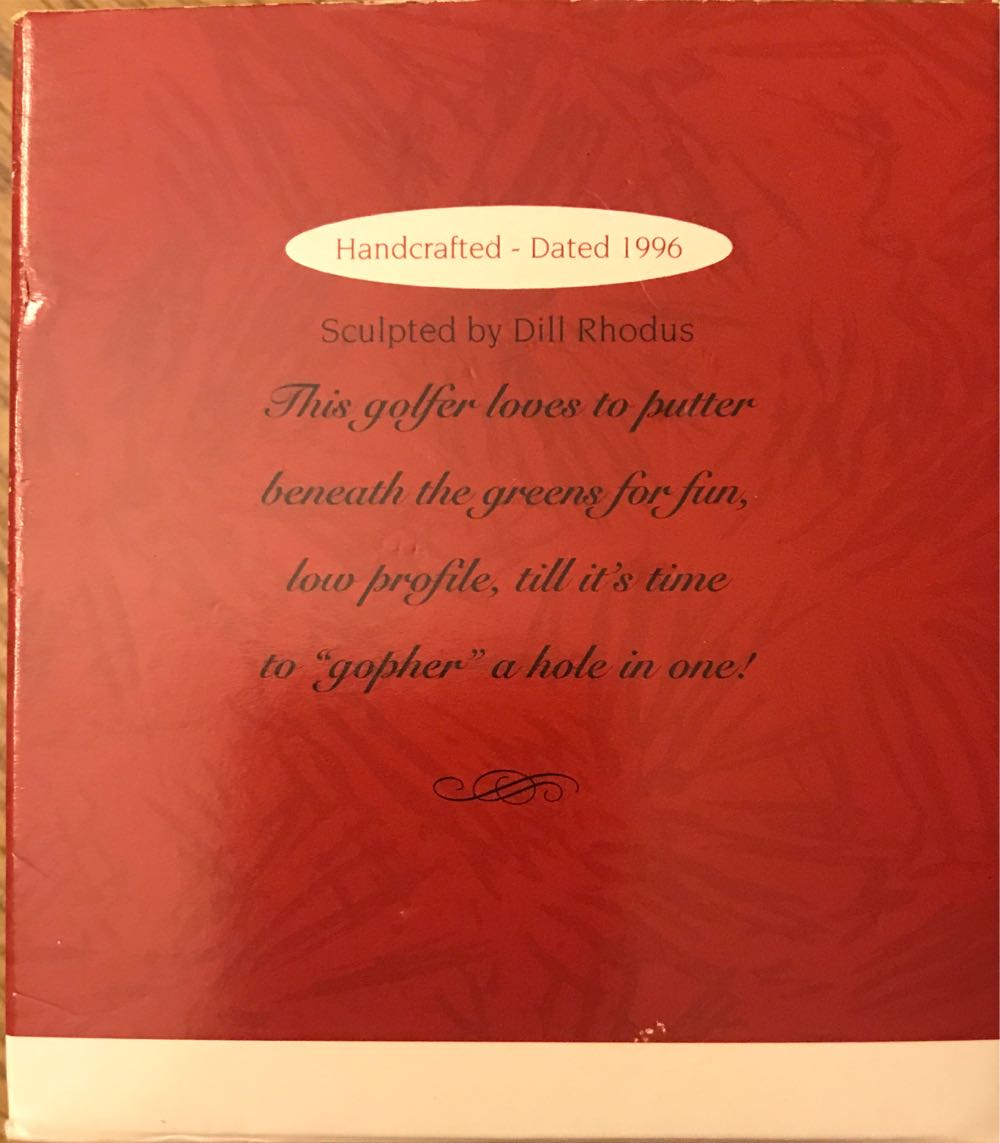 Handcrafted - Dated 1996
Sculpted by Dill Rhodus
This golfer loves to putter
beneath the greens for fun,
low profile, till it's time
to “gopher” a hole in one!